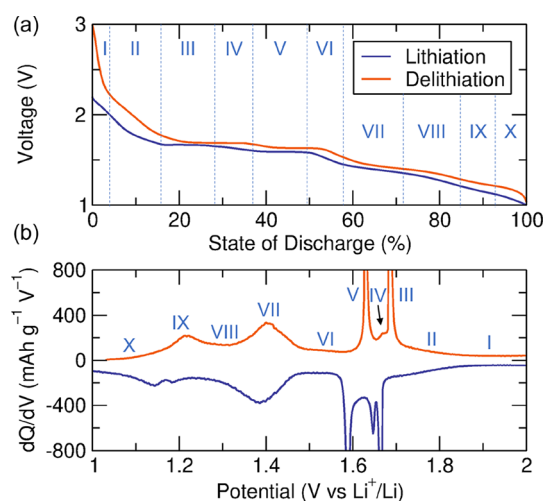 (a)
3
2
1
Voltage (V)
I II III IV V VI
VII VIII IX X
Lithiation
Delithiation
0 20 40 60 80 100
State of Discharge (%)
(b)
800
400
0
-400
-800
dQ/dV (mAh g⁻¹ V⁻¹)
X IX VIII VII VI V IV III II I
1 1.2 1.4 1.6 1.8 2
Potential (V vs Li⁺/Li)